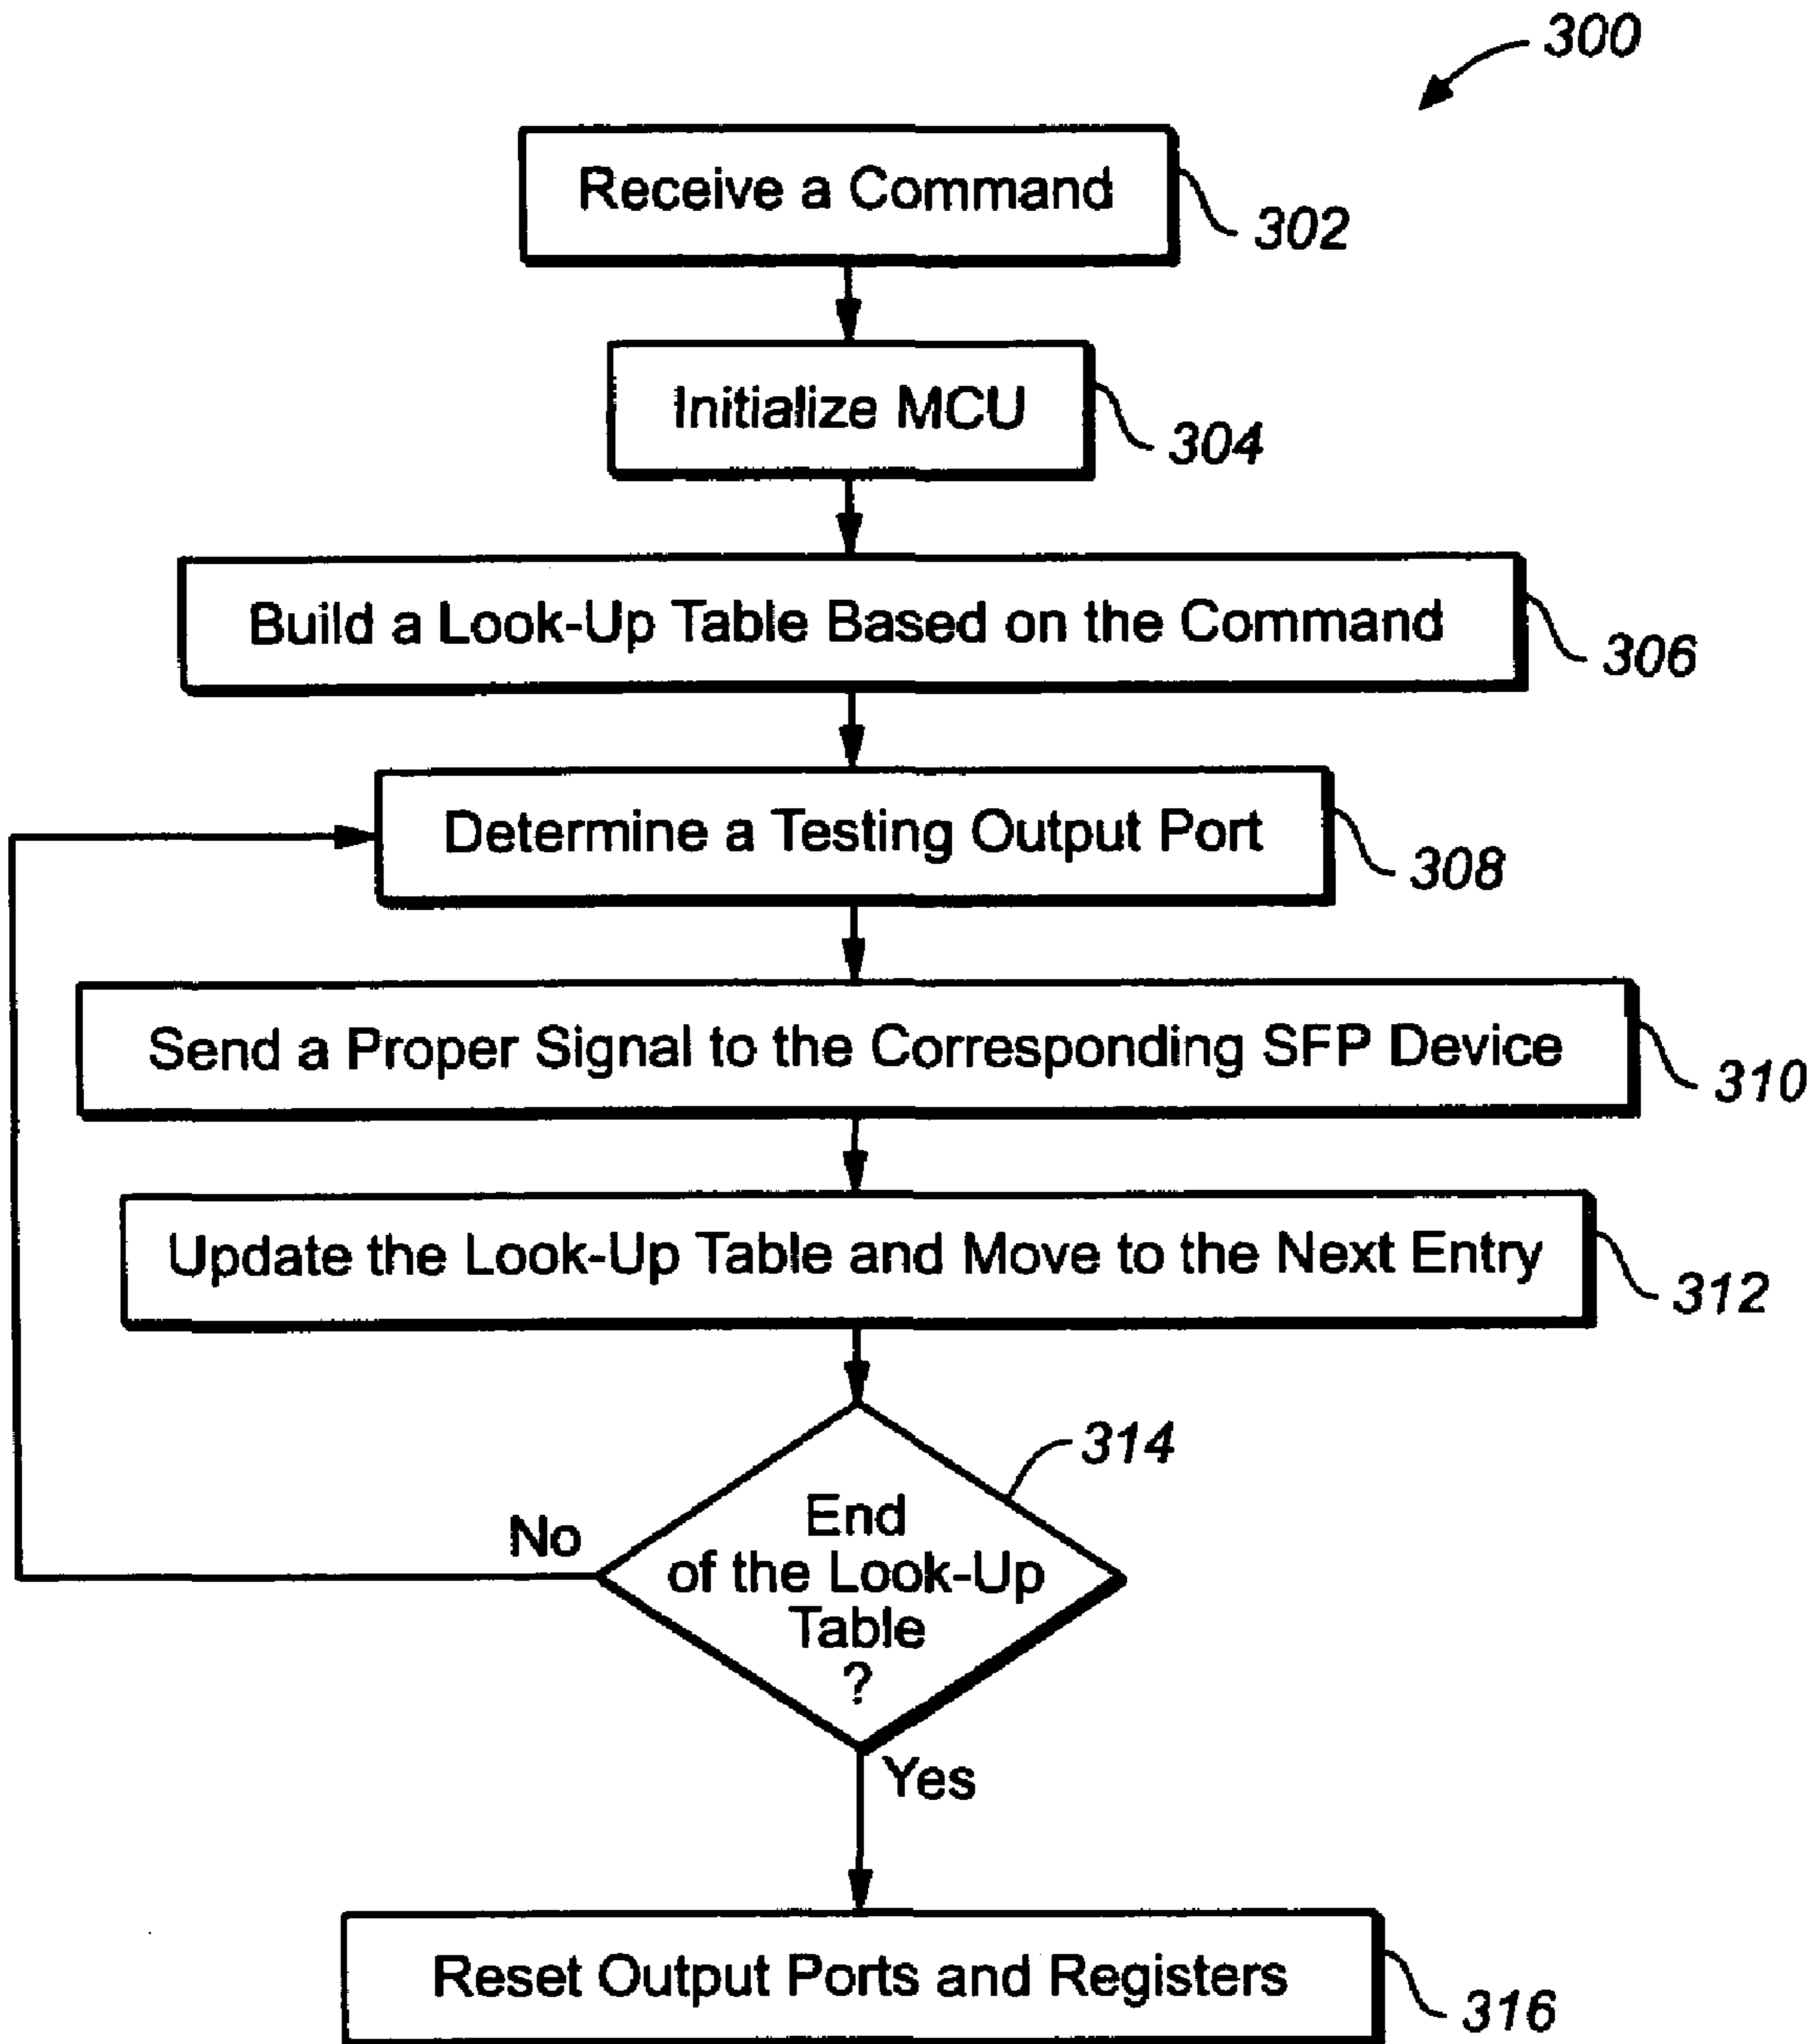 300
Receive a Command
302
Initialize MCU
304
Build a Look-Up Table Based on the Command
306
Determine a Testing Output Port
308
Send a Proper Signal to the Corresponding SFP Device
310
Update the Look-Up Table and Move to the Next Entry
312
314
End
of the Look-Up
Table
?
No
Yes
Reset Output Ports and Registers
316